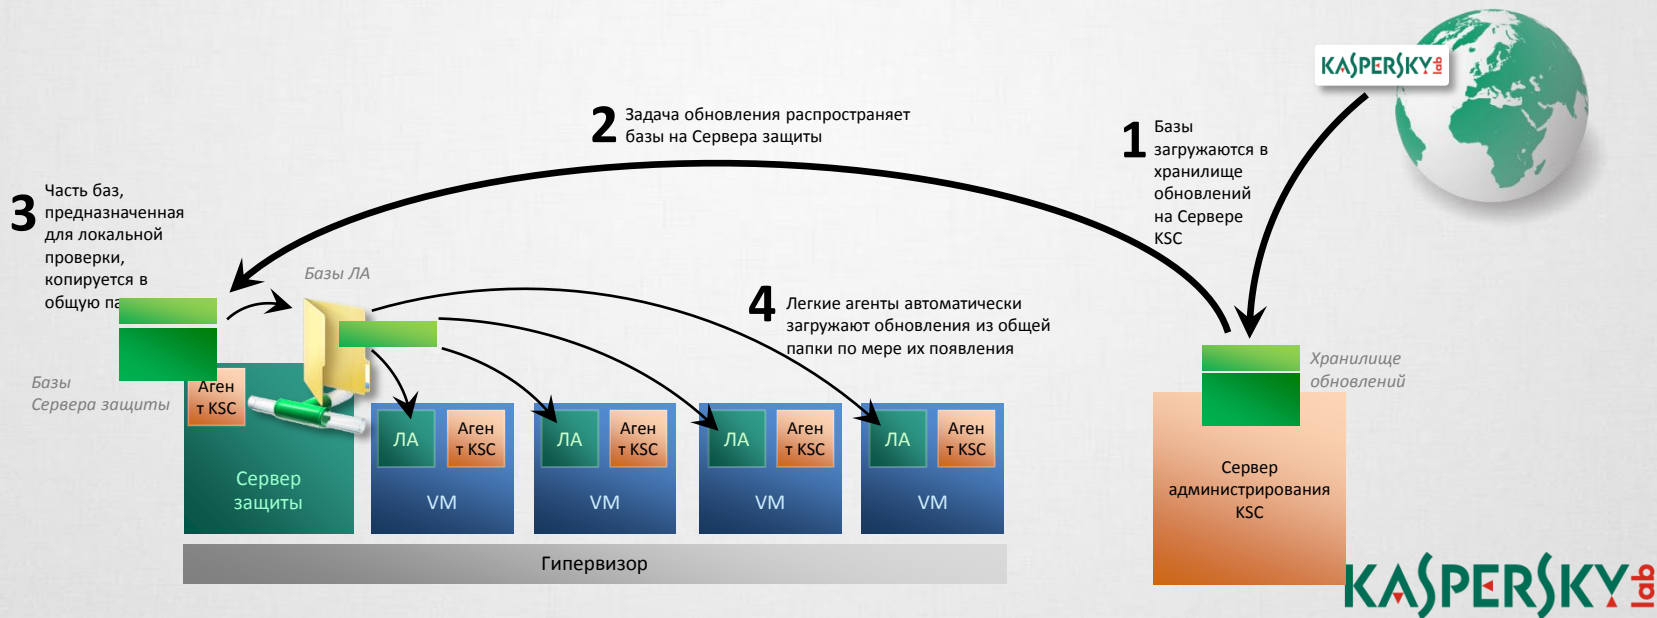 KASPERSKY lab
1
Базы
загружаются в
хранилище
обновлений
на Сервере
KSC
2
Задача обновления распространяет
базы на Сервера защиты
3
Часть баз,
предназначенная
для локальной
проверки,
копируется в
общую
Базы ЛА
4
Легкие агенты автоматически
загружают обновления из общей
папки по мере их появления
Базы
Сервера защиты
Хранилище
обновлений
Аген
т KSC
Сервер
защиты
ЛА
Аген
т KSC
VM
ЛА
Аген
т KSC
VM
ЛА
Аген
т KSC
VM
ЛА
Аген
т KSC
VM
Гипервизор
Сервер
администрирования
KSC
KASPERSKY lab